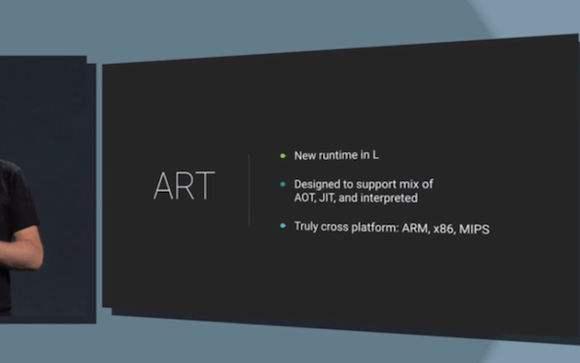 ART
New runtime in L
Designed to support mix of
AOT, JIT, and interpreted
Truly cross platform: ARM, x86, MIPS